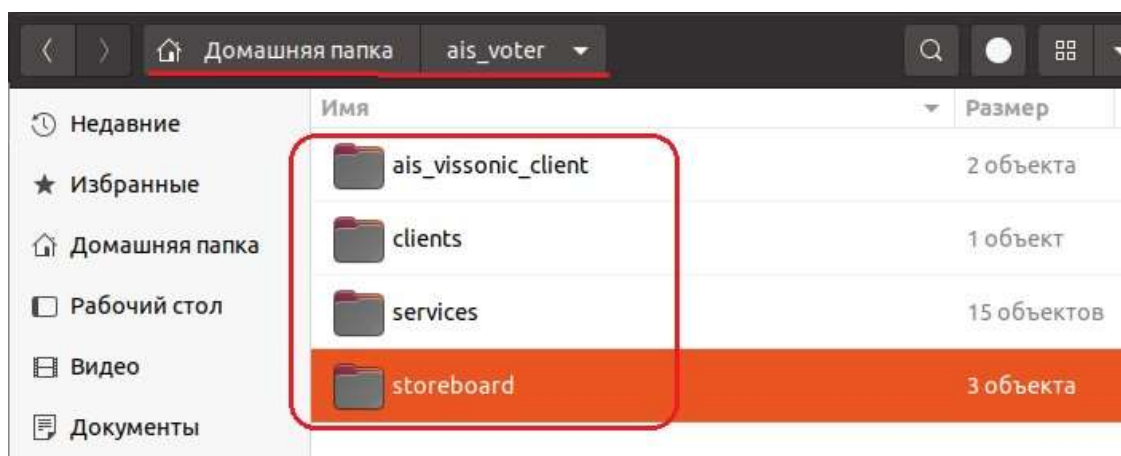 Домашняя папка ais_voter
Имя Размер
Недавние
Избранные
Домашняя папка
Рабочий стол
Видео
Документы
ais_vissonic_client 2 объекта
clients 1 объект
services 15 объектов
storeboard 3 объекта